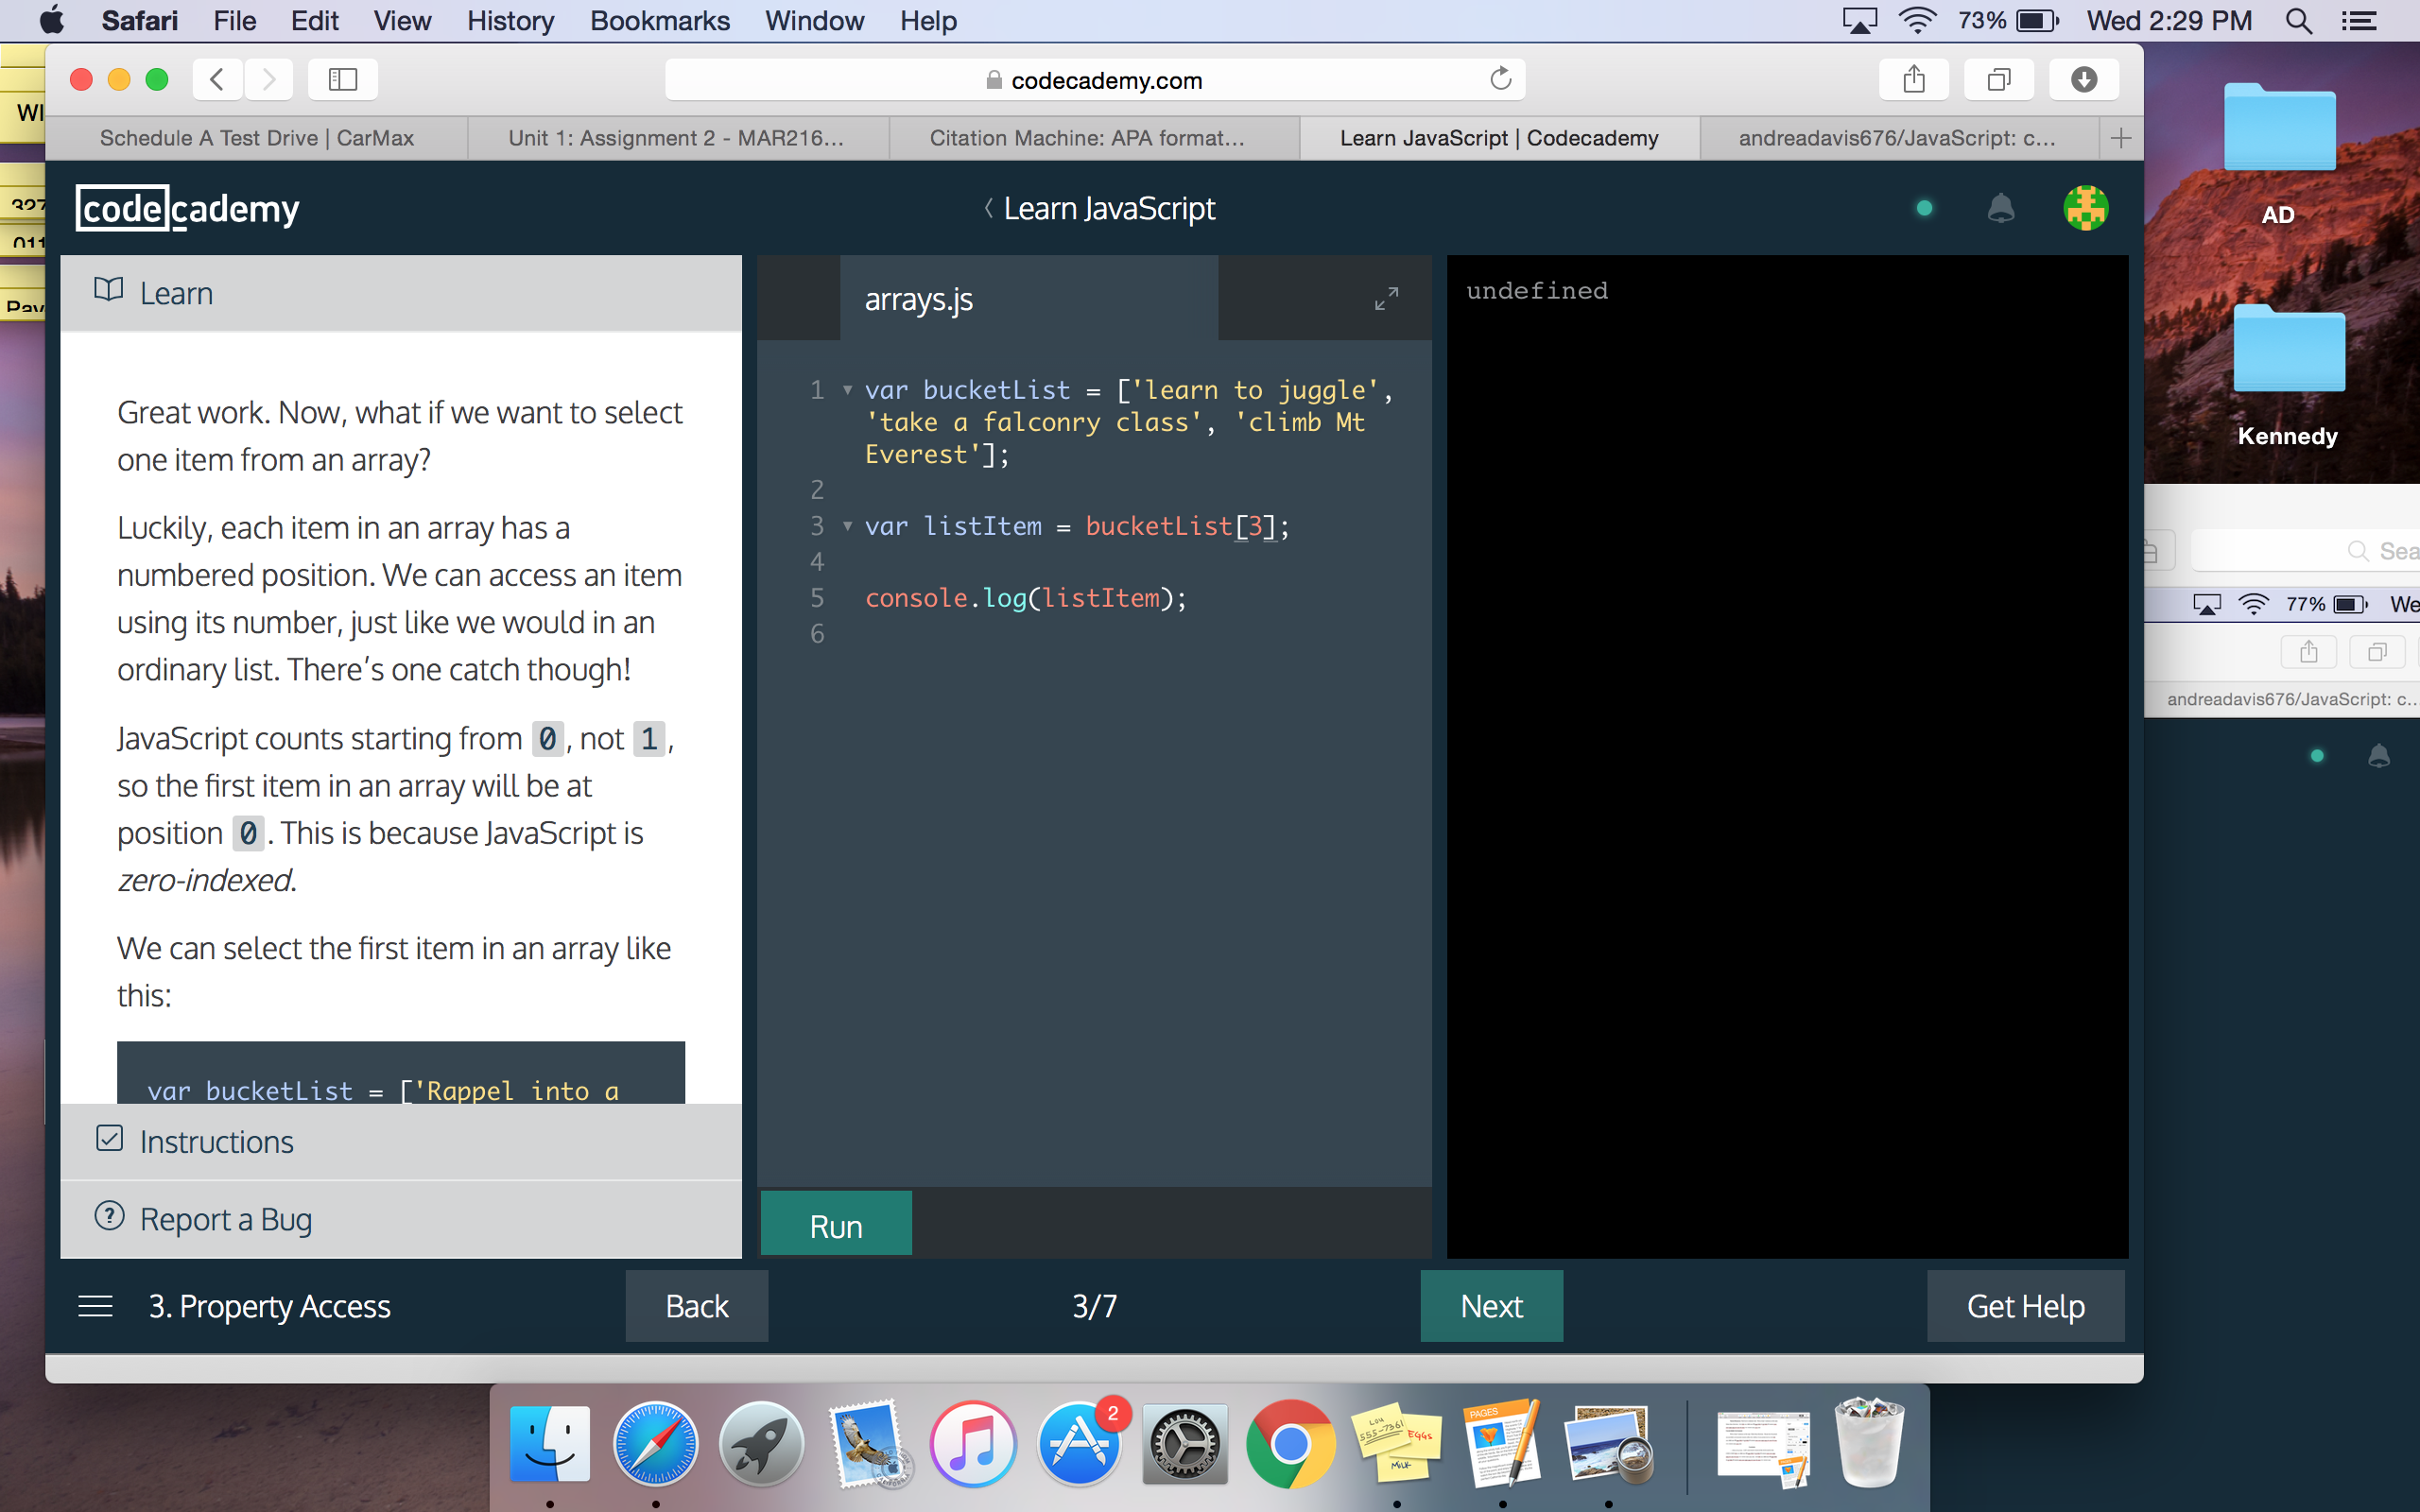 Safari File Edit View History Bookmarks Window Help
73% Wed 2:29 PM
codecademy.com
Schedule A Test Drive | CarMax
Unit 1: Assignment 2 - MAR216...
Citation Machine: APA format...
Learn JavaScript | Codecademy
andreadavis676/JavaScript: c...
codecademy
Learn JavaScript
Learn
Great work. Now, what if we want to select
one item from an array?
Luckily, each item in an array has a
numbered position. We can access an item
using its number, just like we would in an
ordinary list. There's one catch though!
JavaScript counts starting from 0, not 1,
so the first item in an array will be at
position 0. This is because JavaScript is
zero-indexed.
We can select the first item in an array like
this:
var bucketList = ['Rappel into a
Instructions
Report a Bug
arrays.js
1 var bucketList = ['learn to juggle',
'take a falconry class', 'climb Mt
Everest'];
2
3 var listItem = bucketList[3];
4
5 console.log(listItem);
6
Run
undefined
3. Property Access
Back
3/7
Next
Get Help
AD
Kennedy
Sea
77% We
andreadavis676/JavaScript: c...
WI
327
011
Pay
2
PAGES
LOU
555-7361
EGGS
MILK